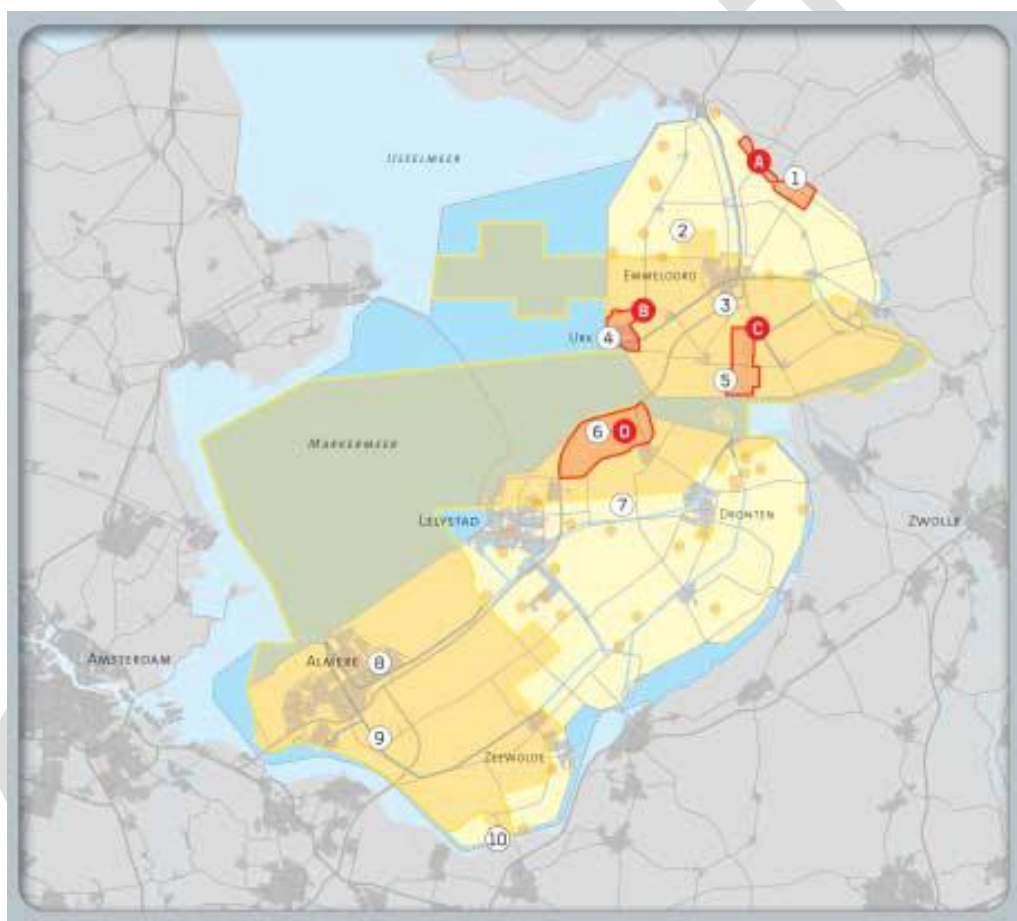 IJSSELMEER
A
1
2
EMMELOORD
3
B
URK
4
C
5
MARKERMEER
6
D
7
LELYSTAD
DRONTEN
ZWOLLE
AMSTERDAM
ALMERE
8
9
ZEEWOLDE
10